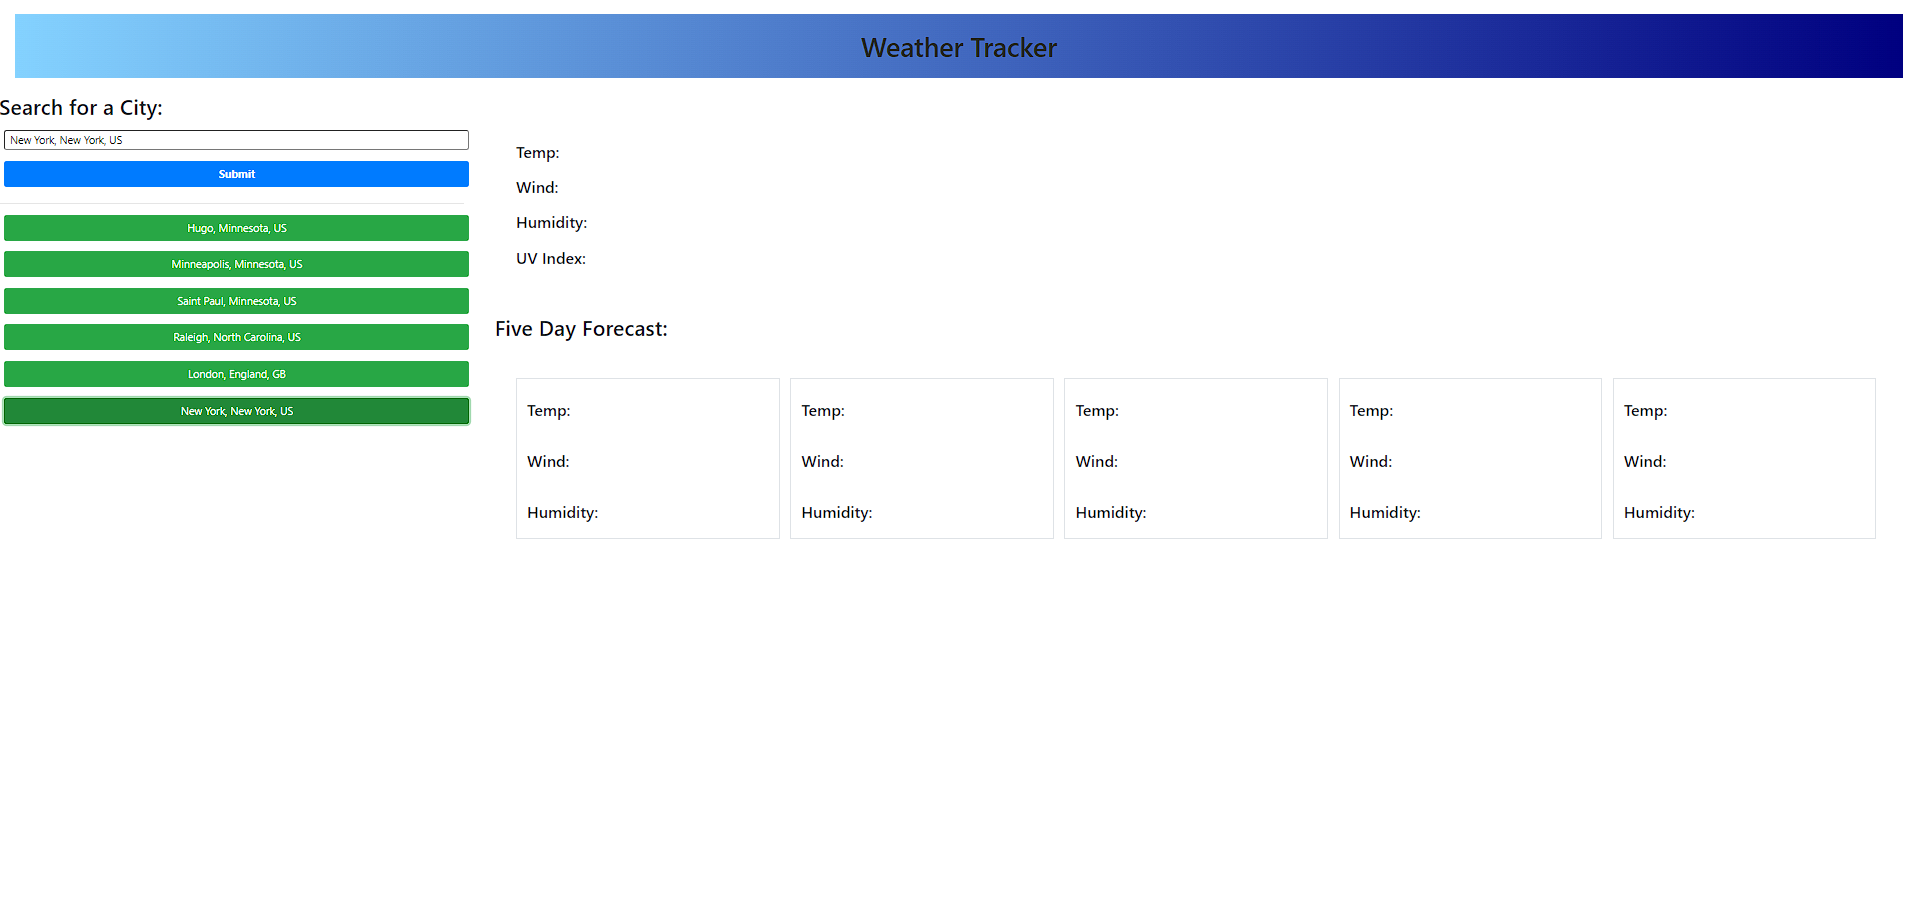 Weather Tracker
Search for a City:
New York, New York, US
Submit
Hugo, Minnesota, US
Minneapolis, Minnesota, US
Saint Paul, Minnesota, US
Raleigh, North Carolina, US
London, England, GB
New York, New York, US
Temp:
Wind:
Humidity:
UV Index:
Five Day Forecast:
Temp:
Wind:
Humidity:
Temp:
Wind:
Humidity:
Temp:
Wind:
Humidity:
Temp:
Wind:
Humidity:
Temp:
Wind:
Humidity: